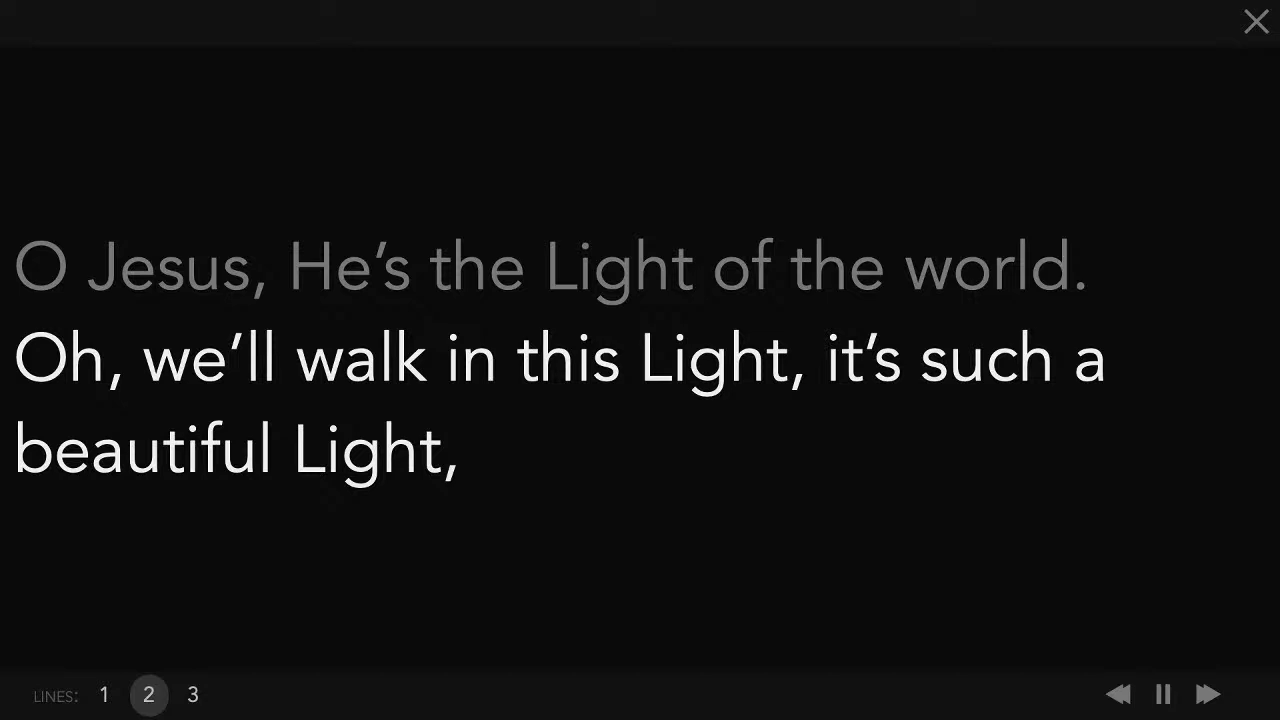 O Jesus, He’s the Light of the world.
Oh, we’ll walk in this Light, it’s such a
beautiful Light,
LINES: 1 2 3